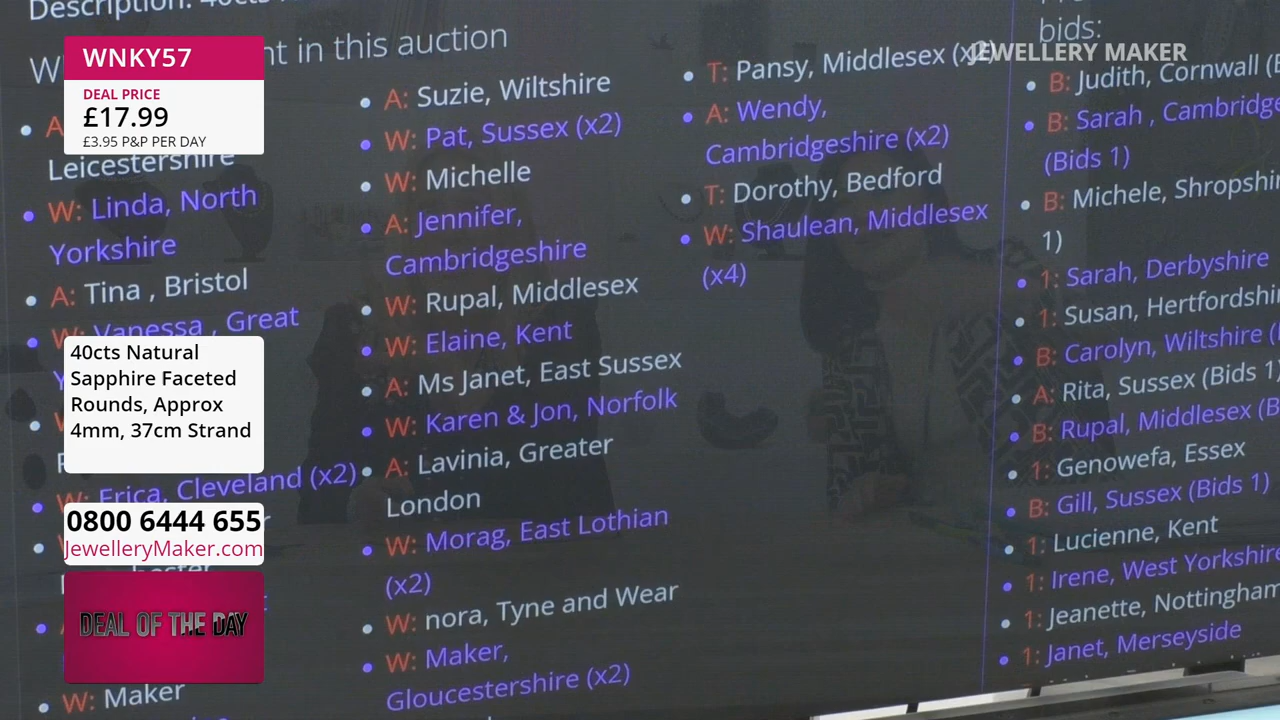 Description: 40cts
WNKY57
DEAL PRICE
£17.99
£3.95 P&P PER DAY
40cts Natural
Sapphire Faceted
Rounds, Approx
4mm, 37cm Strand
0800 6444 655
JewelleryMaker.com
DEAL OF THE DAY
in this auction
Leicestershire
W: Linda, North
Yorkshire
A: Tina , Bristol
W: Vanessa , Great
W: Erica, Cleveland (x2)
W: Maker
A: Suzie, Wiltshire
W: Pat, Sussex (x2)
W: Michelle
A: Jennifer,
Cambridgeshire
W: Rupal, Middlesex
W: Elaine, Kent
A: Ms Janet, East Sussex
W: Karen & Jon, Norfolk
A: Lavinia, Greater
London
W: Morag, East Lothian
(x2)
W: nora, Tyne and Wear
W: Maker,
Gloucestershire (x2)
T: Pansy, Middlesex (x2)
A: Wendy,
Cambridgeshire (x2)
T: Dorothy, Bedford
W: Shaulean, Middlesex
(x4)
JEWELLERY MAKER
bids:
B: Judith, Cornwall
B: Sarah ,
(Bids 1)
B: Michele,
1)
1: Sarah, Derbyshire
1: Susan,
B: Carolyn, Wiltshire
A: Rita, Sussex (Bids 1)
B: Rupal, Middlesex
1: Genowefa, Essex
B: Gill, Sussex (Bids 1)
1: Lucienne, Kent
1: Irene, West Yorkshire
1: Jeanette,
1: Janet, Merseyside